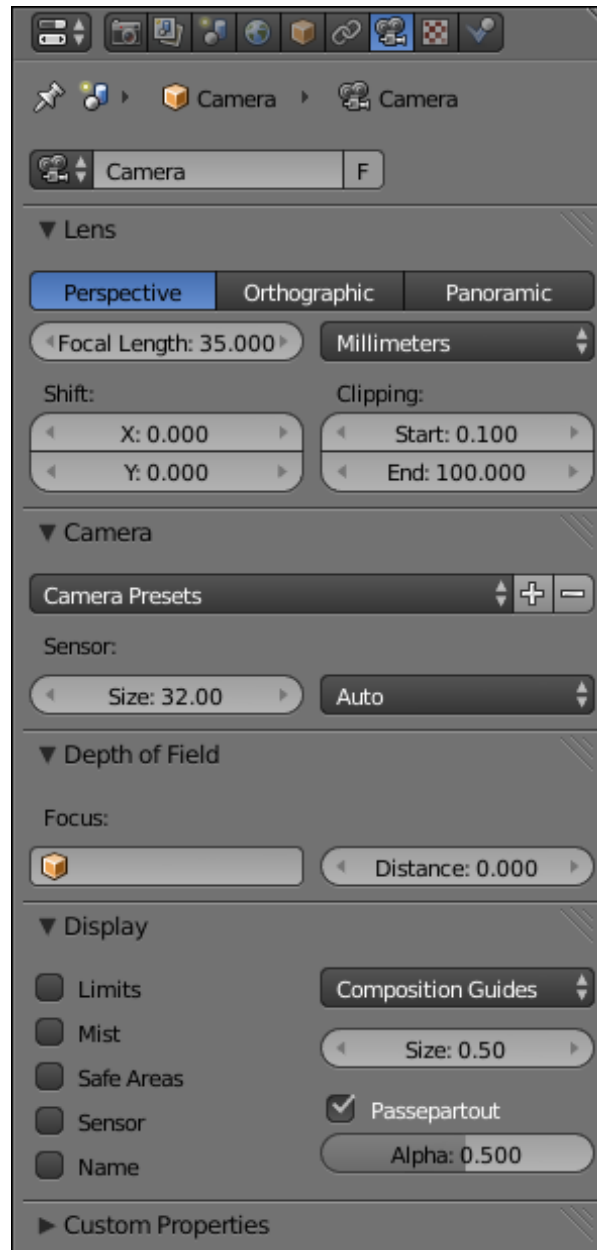 Camera Camera
Camera F
Lens
Perspective Orthographic Panoramic
Focal Length: 35.000 Millimeters
Shift: Clipping:
X: 0.000 Start: 0.100
Y: 0.000 End: 100.000
Camera
Camera Presets
Sensor:
Size: 32.00 Auto
Depth of Field
Focus:
Distance: 0.000
Display
Limits Composition Guides
Mist Size: 0.50
Safe Areas
Sensor Passepartout
Name Alpha: 0.500
Custom Properties